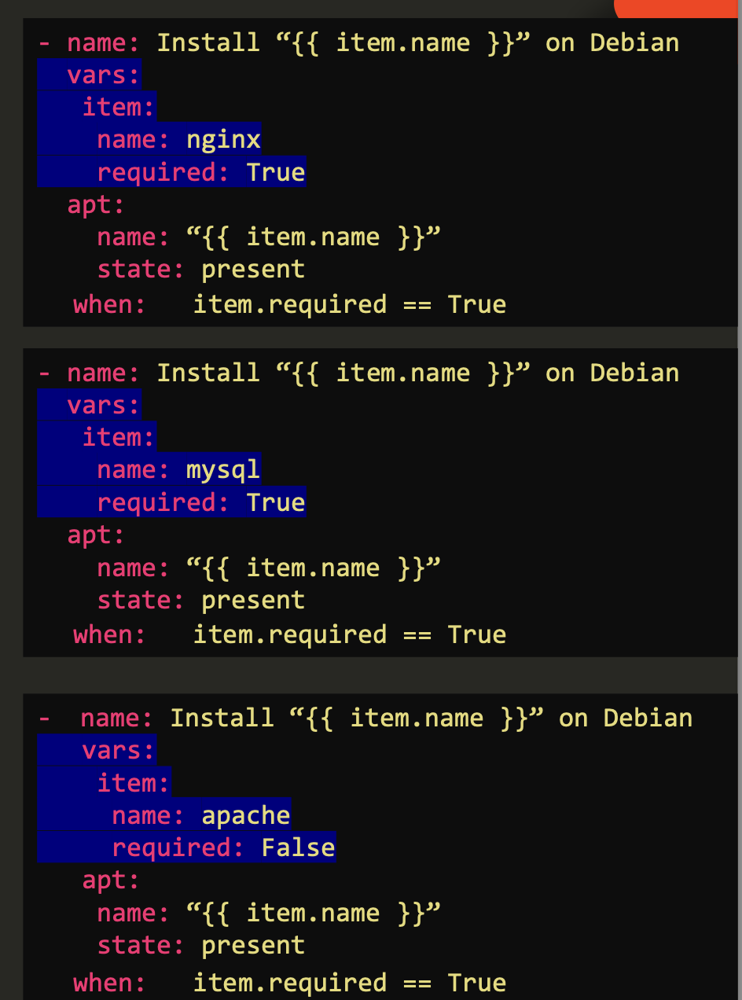 - name: Install “{{ item.name }}” on Debian
  vars:
   item:
    name: nginx
    required: True
  apt:
    name: “{{ item.name }}”
    state: present
  when:   item.required == True
- name: Install “{{ item.name }}” on Debian
  vars:
   item:
    name: mysql
    required: True
  apt:
    name: “{{ item.name }}”
    state: present
  when:   item.required == True
-  name: Install “{{ item.name }}” on Debian
   vars:
    item:
     name: apache
     required: False
   apt:
    name: “{{ item.name }}”
    state: present
  when:   item.required == True